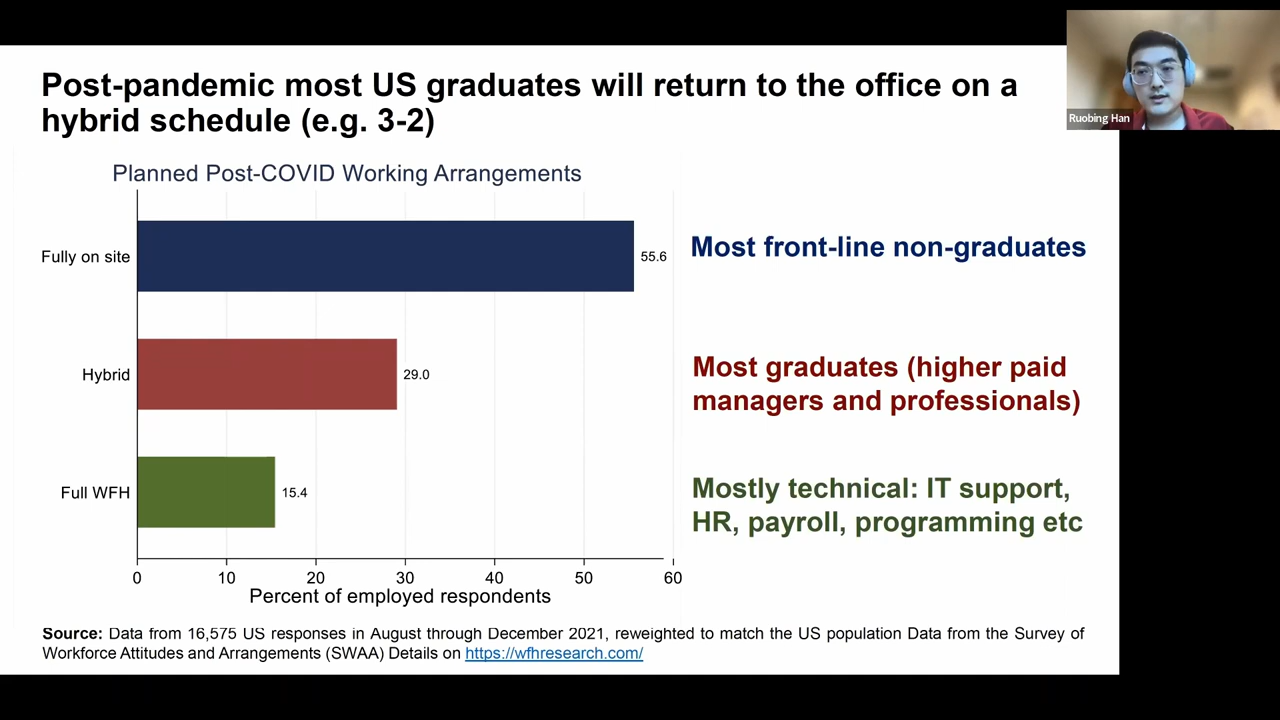 Post-pandemic most US graduates will return to the office on a
hybrid schedule (e.g. 3-2)
Ruobing Han
Planned Post-COVID Working Arrangements
Fully on site
55.6
Most front-line non-graduates
Hybrid
29.0
Most graduates (higher paid
managers and professionals)
Full WFH
15.4
Mostly technical: IT support,
HR, payroll, programming etc
0 10 20 30 40 50 60
Percent of employed respondents
Source: Data from 16,575 US responses in August through December 2021, reweighted to match the US population Data from the Survey of
Workforce Attitudes and Arrangements (SWAA) Details on https://wfhresearch.com/